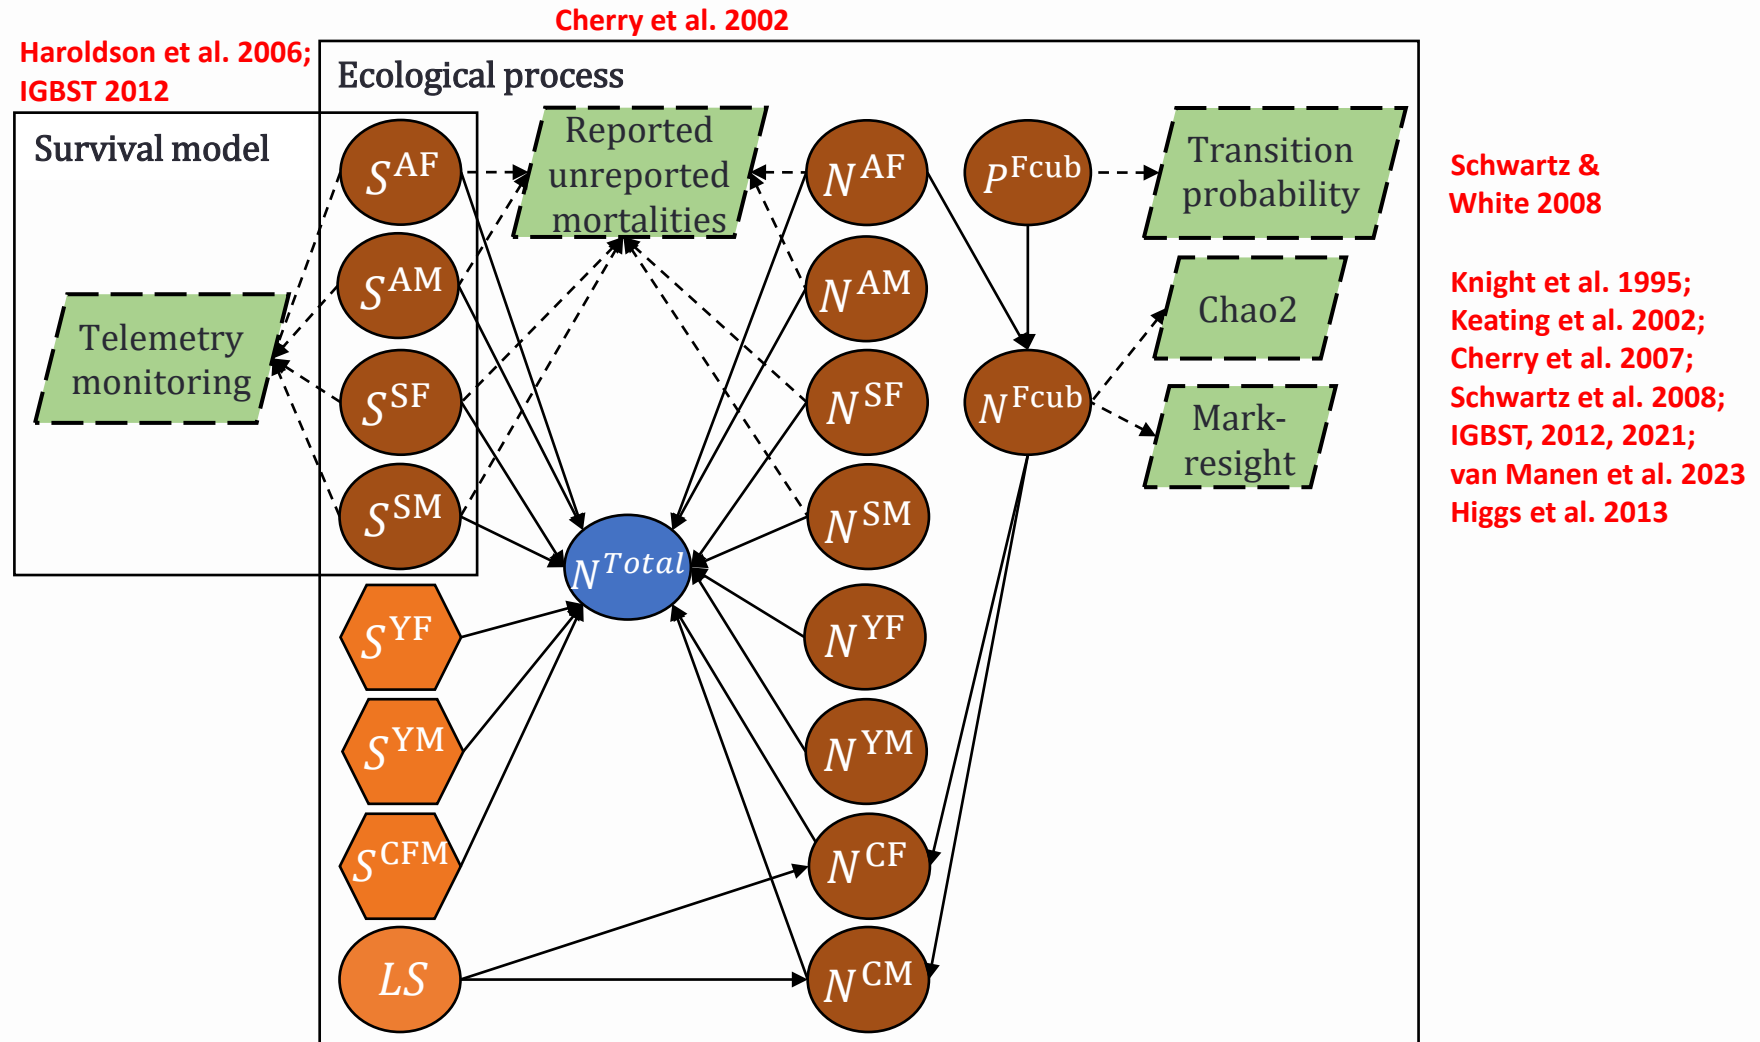 Cherry et al. 2002
Haroldson et al. 2006;
IGBST 2012
Ecological process
Survival model
S^AF
Reported
unreported
mortalities
N^AF
P^Fcub
Transition
probability
Schwartz &
White 2008
S^AM
N^AM
Chao2
Knight et al. 1995;
Keating et al. 2002;
Cherry et al. 2007;
Schwartz et al. 2008;
IGBST, 2012, 2021;
van Manen et al. 2023
Higgs et al. 2013
Telemetry
monitoring
S^SF
N^SF
N^Fcub
Mark-
resight
S^SM
N^SM
N^Total
S^YF
N^YF
S^YM
N^YM
S^CFM
N^CF
LS
N^CM